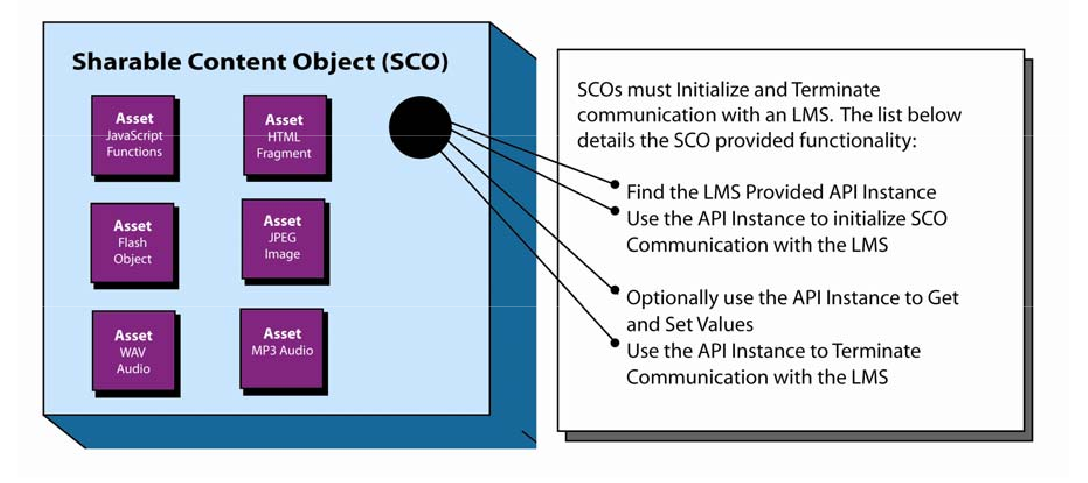 Sharable Content Object (SCO)
Asset
JavaScript
Functions
Asset
HTML
Fragment
Asset
Flash
Object
Asset
JPEG
Image
Asset
WAV
Audio
Asset
MP3 Audio
SCOs must Initialize and Terminate
communication with an LMS. The list below
details the SCO provided functionality:
Find the LMS Provided API Instance
Use the API Instance to initialize SCO
Communication with the LMS
Optionally use the API Instance to Get
and Set Values
Use the API Instance to Terminate
Communication with the LMS